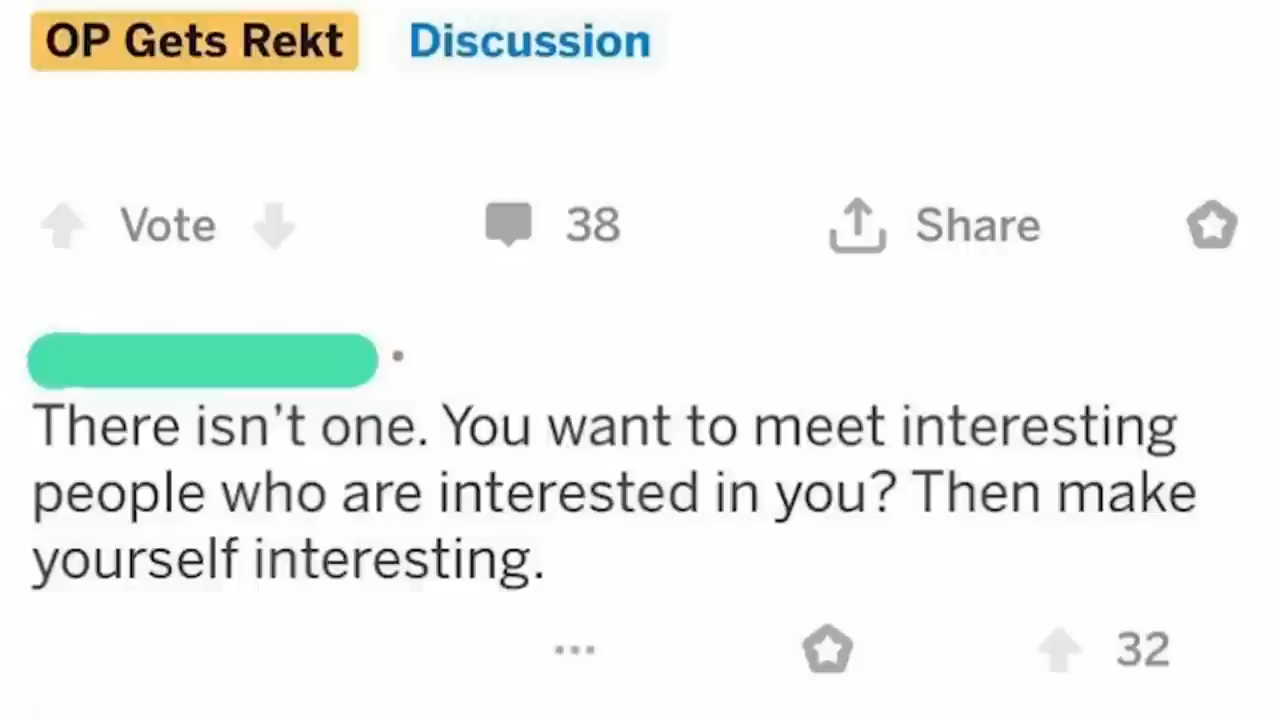 OP Gets Rekt Discussion
Vote 38 Share
There isn't one. You want to meet interesting
people who are interested in you? Then make
yourself interesting.
... 32